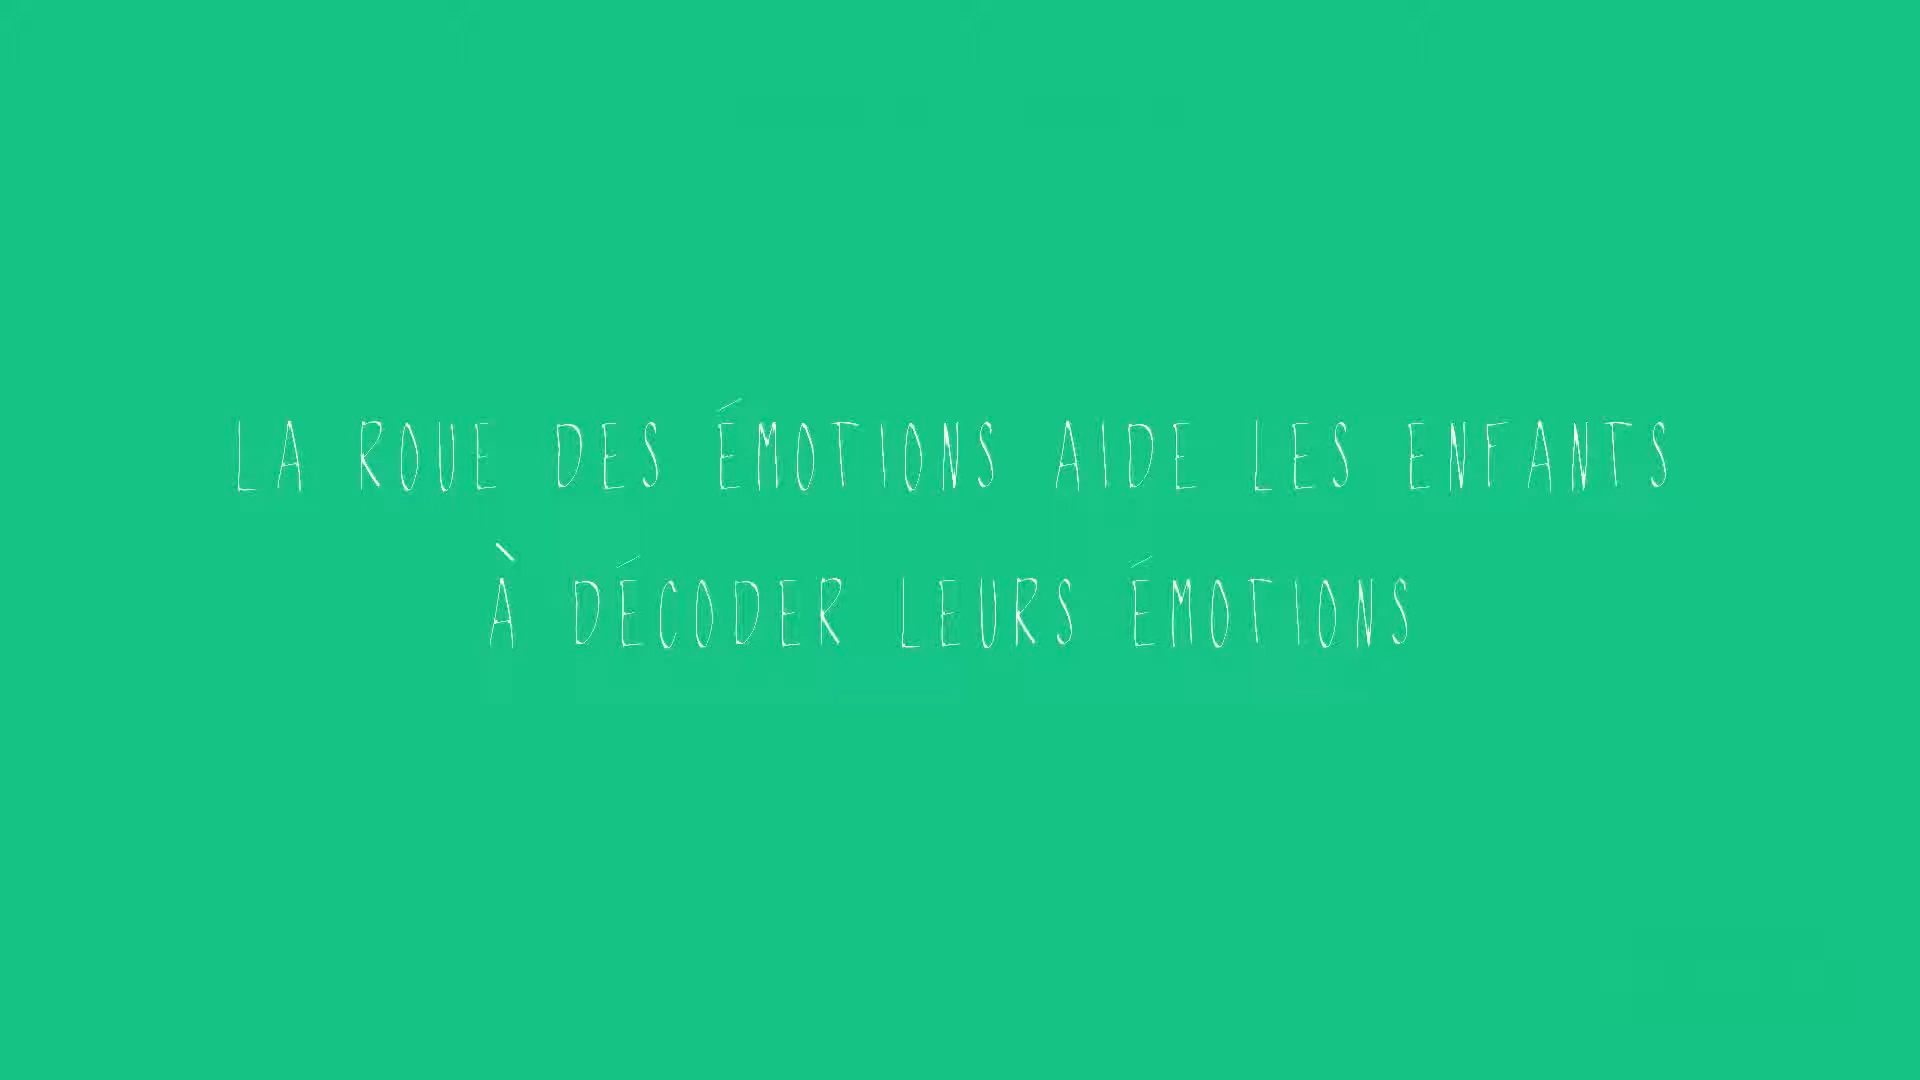 LA ROUE DES ÉMOTIONS AIDE LES ENFANTS
À DÉCODER LEURS ÉMOTIONS